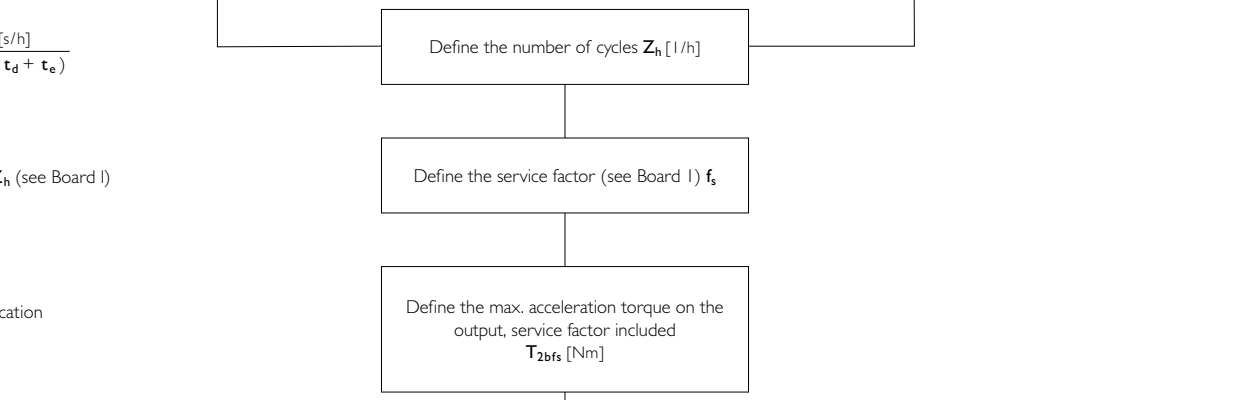 [s/h]
t_d + t_e )
Define the number of cycles Z_h [1/h]
h (see Board 1)
Define the service factor (see Board 1) f_s
cation
Define the max. acceleration torque on the
output, service factor included
T_2bfs [Nm]